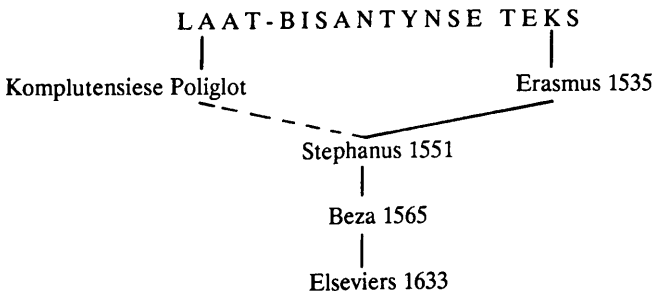 LAAT-BISANTYNSE TEKS
Komplutensiese Poliglot
Erasmus 1535
Stephanus 1551
Beza 1565
Elseviers 1633